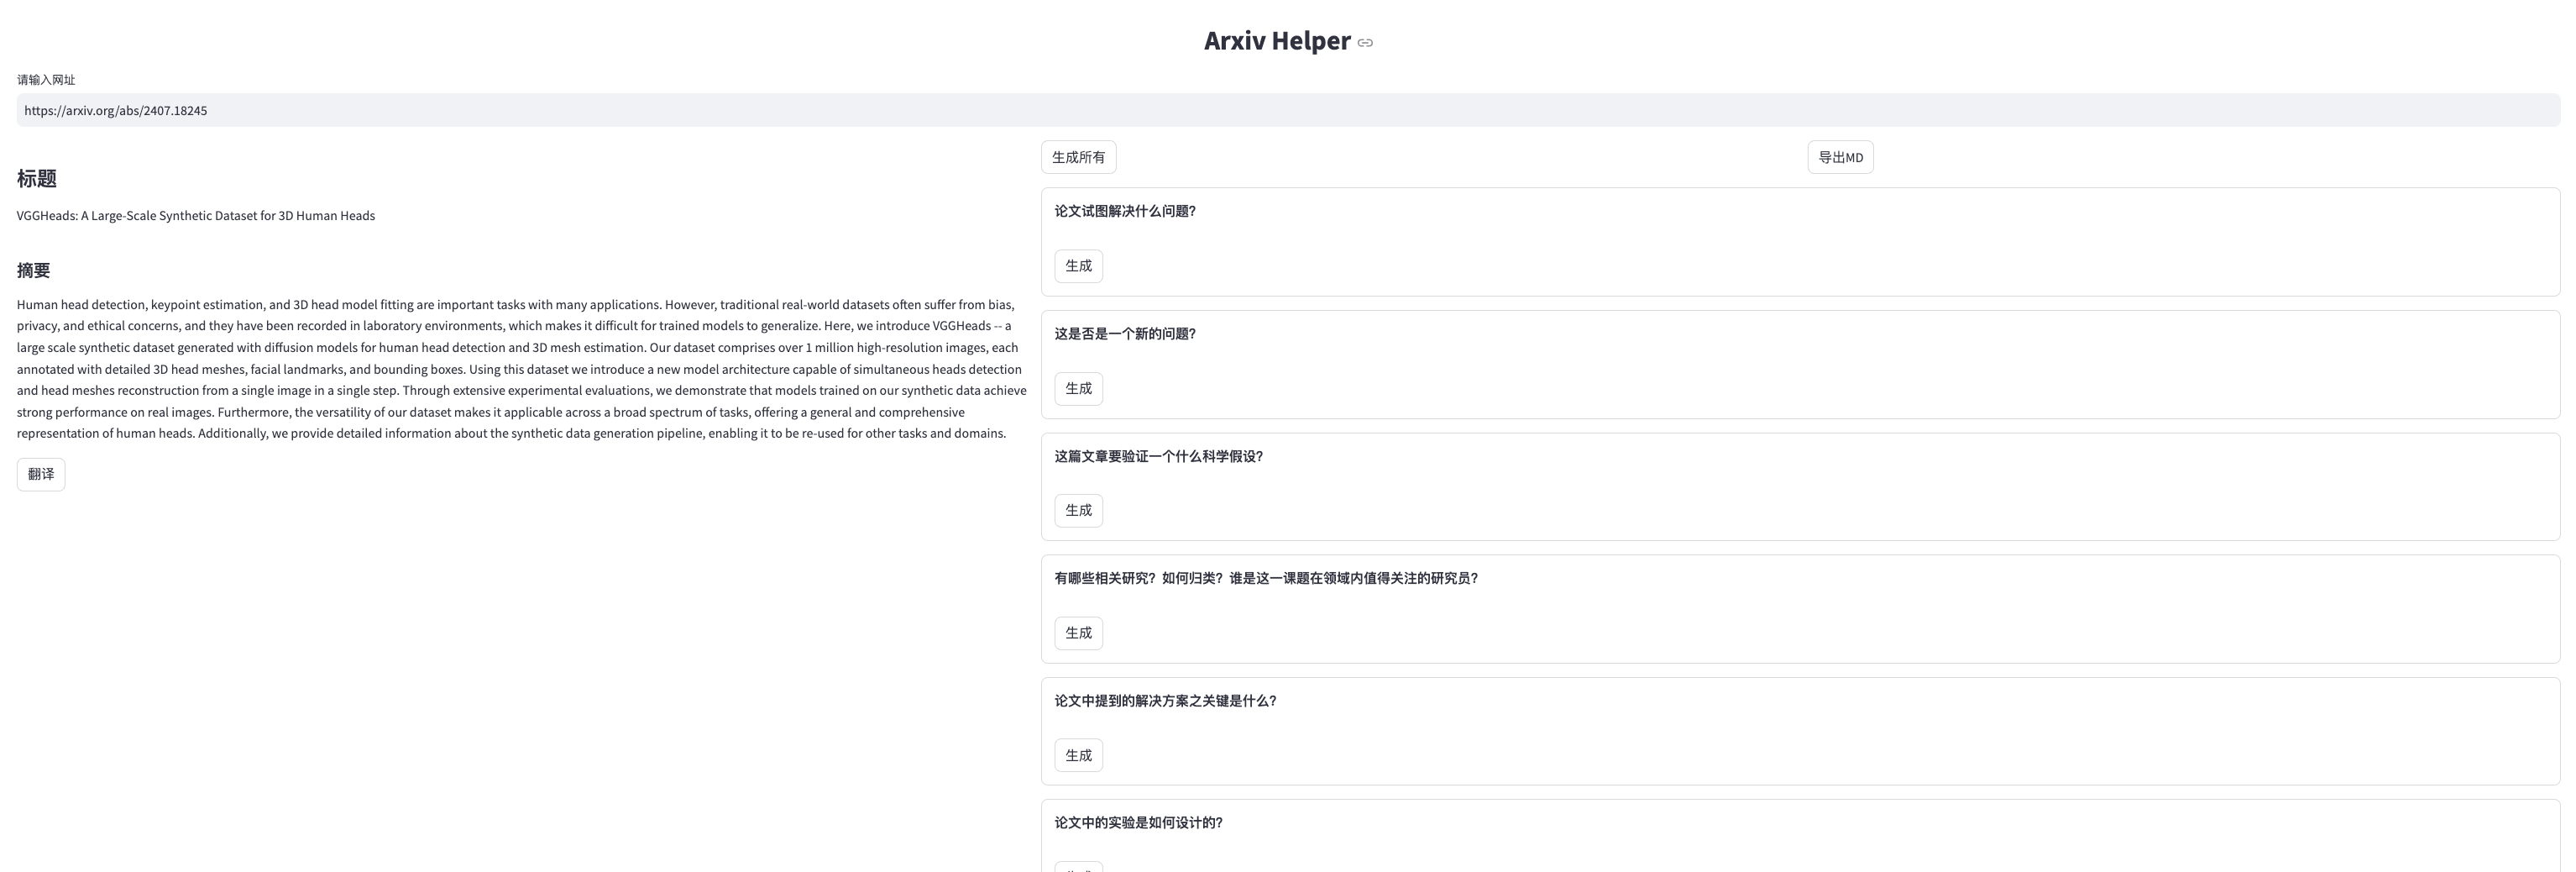 Arxiv Helper
请输入网址
https://arxiv.org/abs/2407.18245
标题
VGGHeads: A Large-Scale Synthetic Dataset for 3D Human Heads
摘要
Human head detection, keypoint estimation, and 3D head model fitting are important tasks with many applications. However, traditional real-world datasets often suffer from bias,
privacy, and ethical concerns, and they have been recorded in laboratory environments, which makes it difficult for trained models to generalize. Here, we introduce VGGHeads -- a
large scale synthetic dataset generated with diffusion models for human head detection and 3D mesh estimation. Our dataset comprises over 1 million high-resolution images, each
annotated with detailed 3D head meshes, facial landmarks, and bounding boxes. Using this dataset we introduce a new model architecture capable of simultaneous heads detection
and head meshes reconstruction from a single image in a single step. Through extensive experimental evaluations, we demonstrate that models trained on our synthetic data achieve
strong performance on real images. Furthermore, the versatility of our dataset makes it applicable across a broad spectrum of tasks, offering a general and comprehensive
representation of human heads. Additionally, we provide detailed information about the synthetic data generation pipeline, enabling it to be re-used for other tasks and domains.
翻译
生成所有
导出MD
论文试图解决什么问题？
生成
这是否是一个新的问题？
生成
这篇文章要验证一个什么科学假设？
生成
有哪些相关研究？如何归类？谁是这一课题在领域内值得关注的研究员？
生成
论文中提到的解决方案之关键是什么？
生成
论文中的实验是如何设计的？